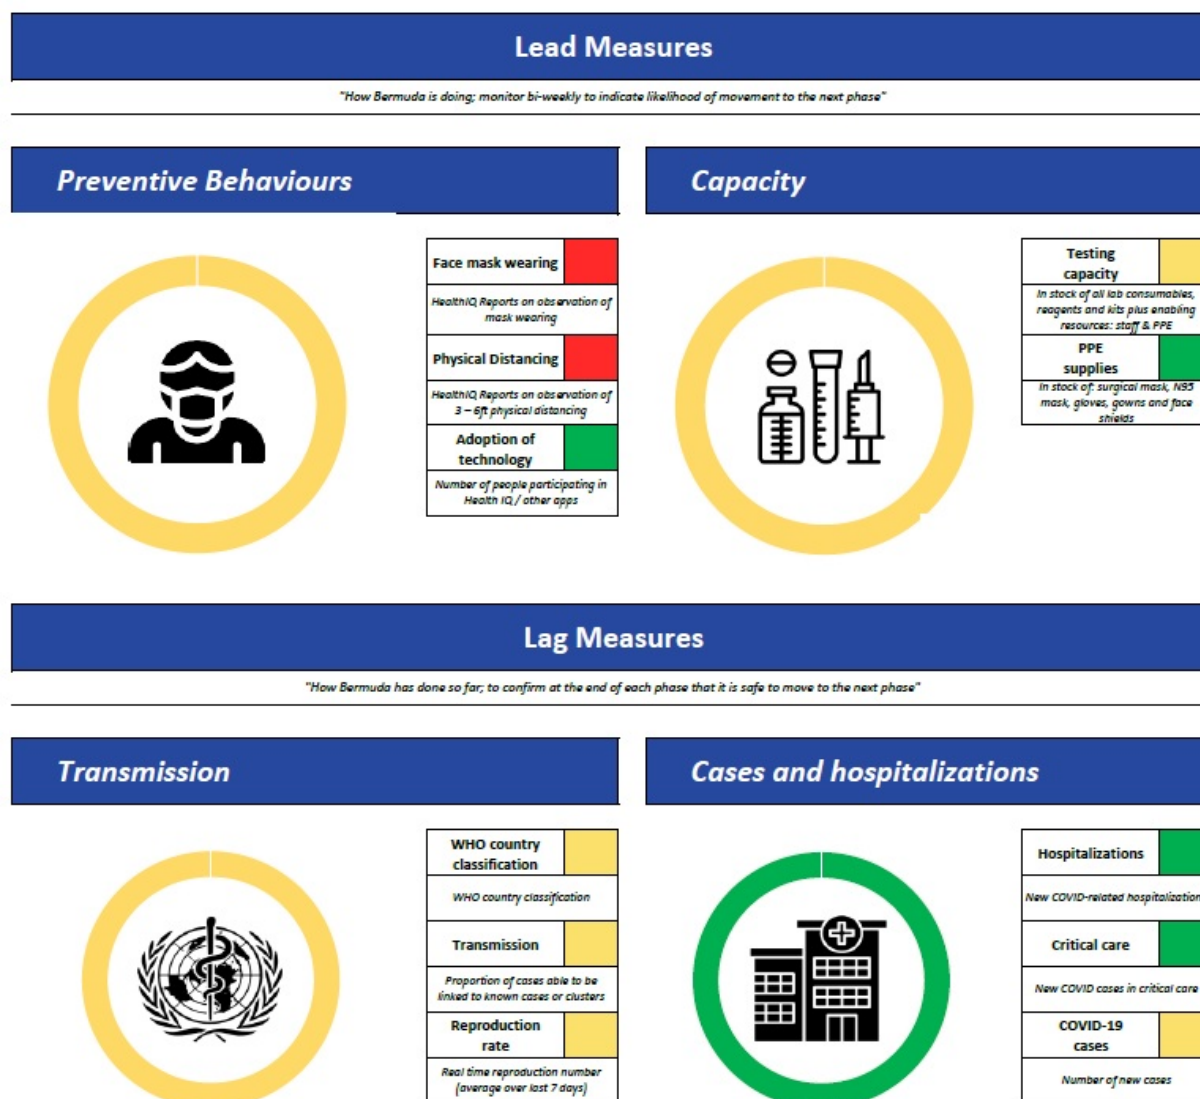 Lead Measures
"How Bermuda is doing; monitor bi-weekly to indicate likelihood of movement to the next phase"
Preventive Behaviours
Face mask wearing
HealthIQ Reports on observation of
mask wearing
Physical Distancing
HealthIQ Reports on observation of
3 – 6ft physical distancing
Adoption of
technology
Number of people participating in
Health IQ / other apps
Capacity
Testing
capacity
In stock of all lab consumables,
reagents and kits plus enabling
resources: staff & PPE
PPE
supplies
In stock of: surgical mask, N95
mask, gloves, gowns and face
shields
Lag Measures
"How Bermuda has done so far; to confirm at the end of each phase that it is safe to move to the next phase"
Transmission
WHO country
classification
WHO country classification
Transmission
Proportion of cases able to be
linked to known cases or clusters
Reproduction
rate
Real time reproduction number
(average over last 7 days)
Cases and hospitalizations
Hospitalizations
New COVID-related hospitalization
Critical care
New COVID cases in critical care
COVID-19
cases
Number of new cases